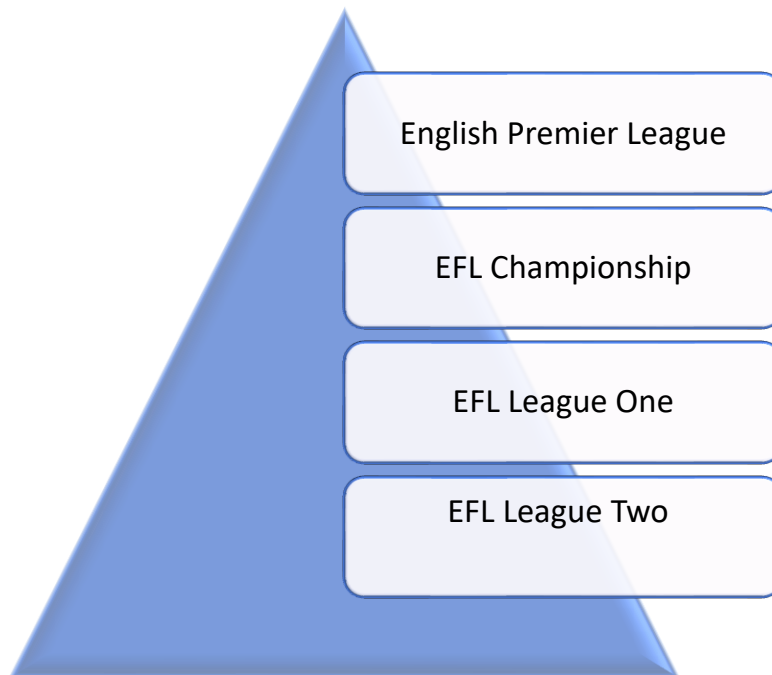 English Premier League
EFL Championship
EFL League One
EFL League Two